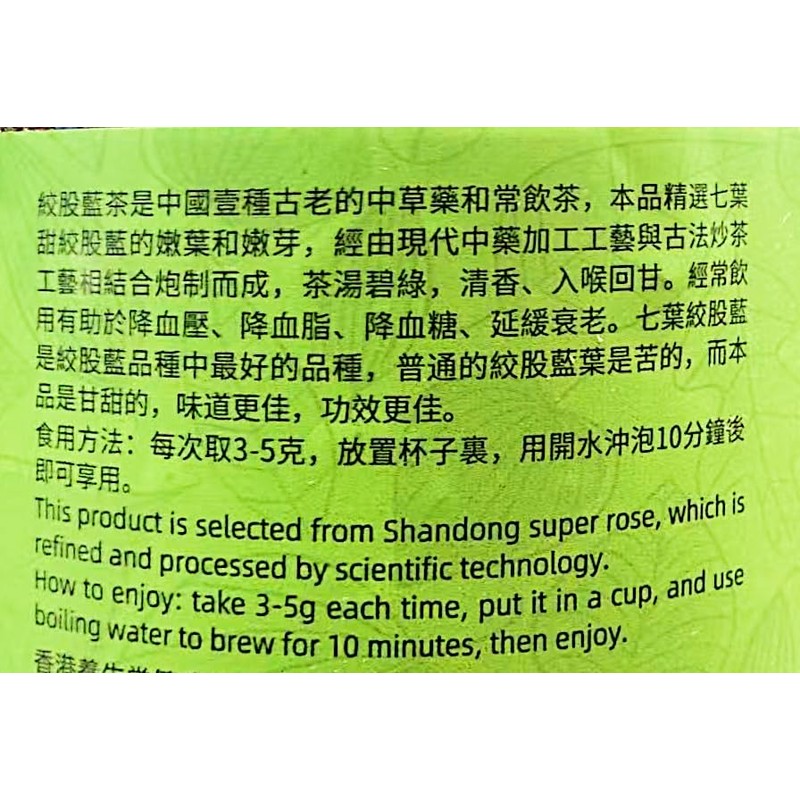 絞股藍茶是中國壹種古老的中草藥和常飲茶，本品精選七葉
甜絞股藍的嫩葉和嫩芽，經由現代中藥加工工藝與古法炒茶
工藝相結合炮制而成，茶湯碧綠，清香、入喉回甘。經常飲
用有助於降血壓、降血脂、降血糖、延緩衰老。七葉絞股藍
是絞股藍品種中最好的品種，普通的絞股藍葉是苦的，而本
品是甘甜的，味道更佳，功效更佳。
食用方法：每次取3-5克，放置杯子裏，用開水沖泡10分鐘後
即可享用。
This product is selected from Shandong super rose, which is
refined and processed by scientific technology.
How to enjoy: take 3-5g each time, put it in a cup, and use
boiling water to brew for 10 minutes, then enjoy.
香港養生堂